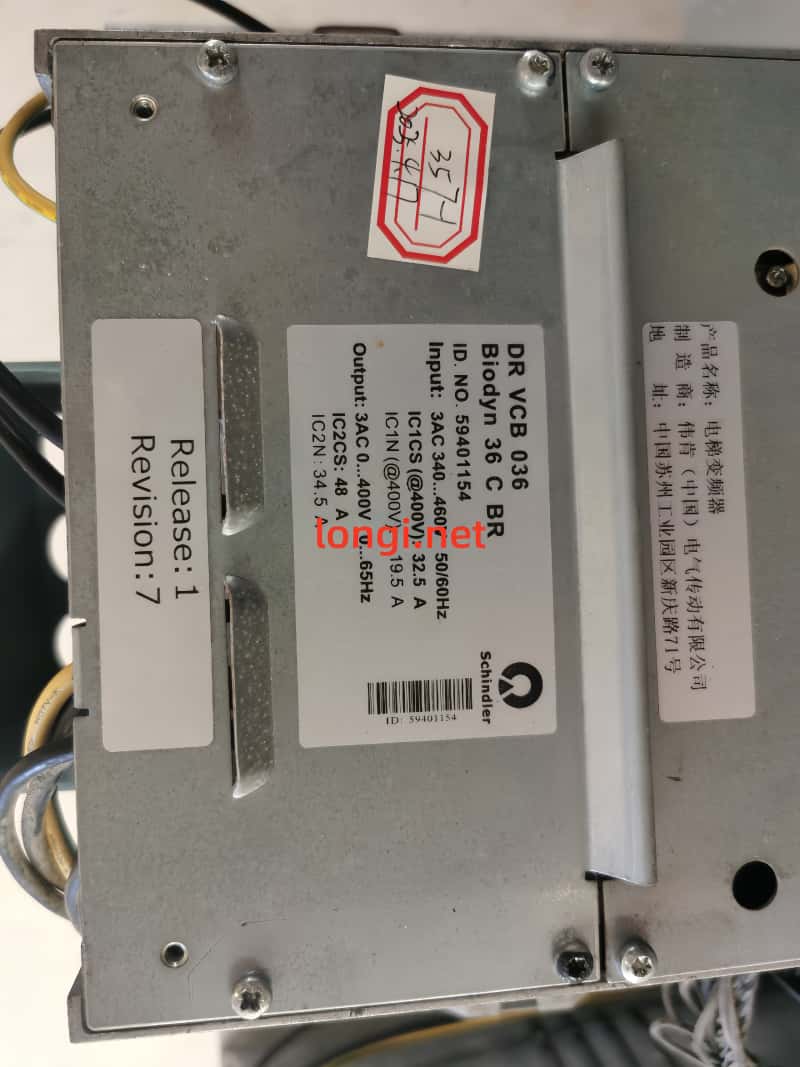 3574
DR VCB 036
Biodyn 36 C BR
ID. NO. 59401154
Input: 3AC 340...460V 50/60Hz
IC1CS (@400V): 32.5 A
IC1N (@400V): 19.5 A
Output: 3AC 0...400V 0...65Hz
IC2CS: 48 A
IC2N: 34.5 A
Schindler
ID: 59401154
Release: 1
Revision: 7
产品名称: 电梯变频器
制造商: 伟肯（中国）电气传动有限公司
地址: 中国苏州工业园区新庆路71号
longi.net